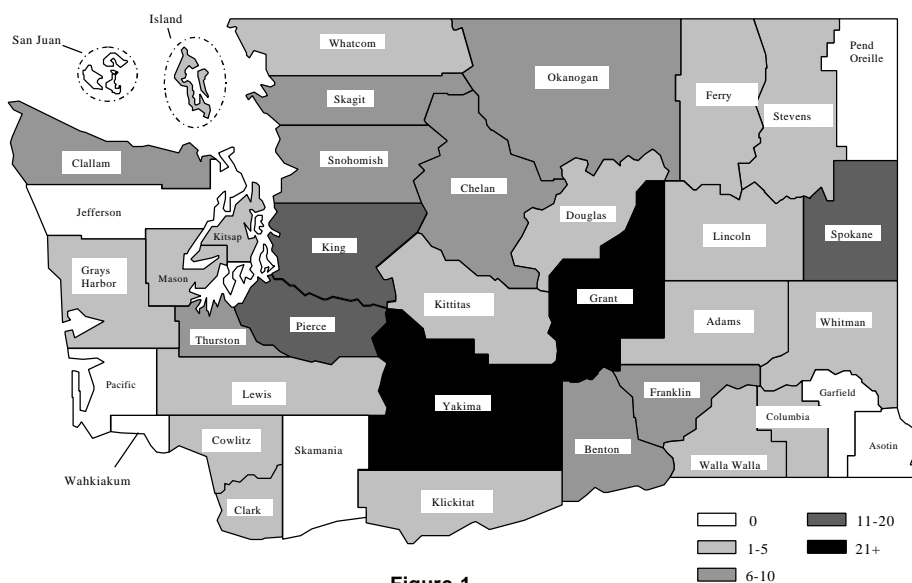 San Juan
Island
Whatcom
Skagit
Okanogan
Ferry
Stevens
Pend
Oreille
Clallam
Snohomish
Chelan
Jefferson
Kitsap
King
Douglas
Lincoln
Spokane
Grays
Harbor
Mason
Kittitas
Grant
Adams
Whitman
Thurston
Pierce
Pacific
Lewis
Yakima
Franklin
Garfield
Columbia
Cowlitz
Skamania
Benton
Walla Walla
Asotin
Wahkiakum
Clark
Klickitat
0
11-20
1-5
21+
6-10
Figure 1